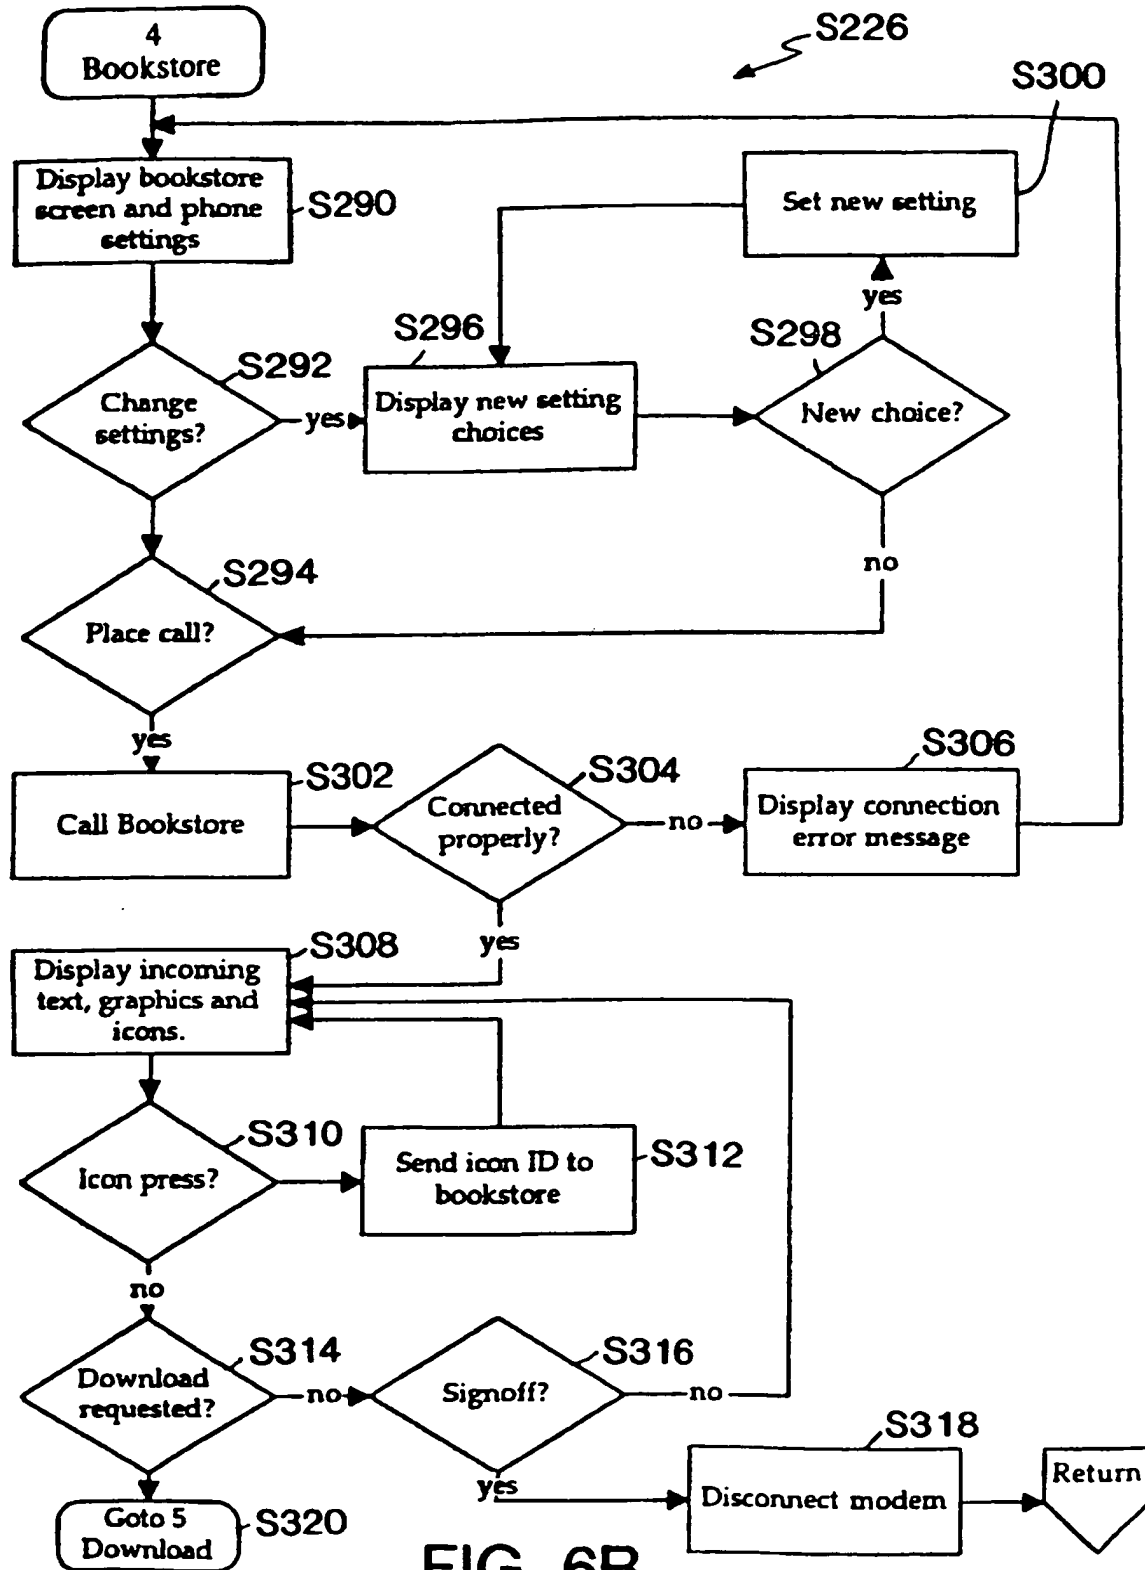 4
Bookstore
S226
S300
Display bookstore
screen and phone
settings
S290
Set new setting
yes
S292
S296
S298
Change
settings?
yes
Display new setting
choices
New choice?
S294
no
Place call?
yes
S302
S304
S306
Call Bookstore
Connected
properly?
no
Display connection
error message
yes
S308
Display incoming
text, graphics and
icons.
S310
Icon press?
Send icon ID to
bookstore
S312
no
S314
S316
Download
requested?
no
Signoff?
no
S318
yes
Disconnect modem
Return
Goto 5
Download
S320
FIG. 6B